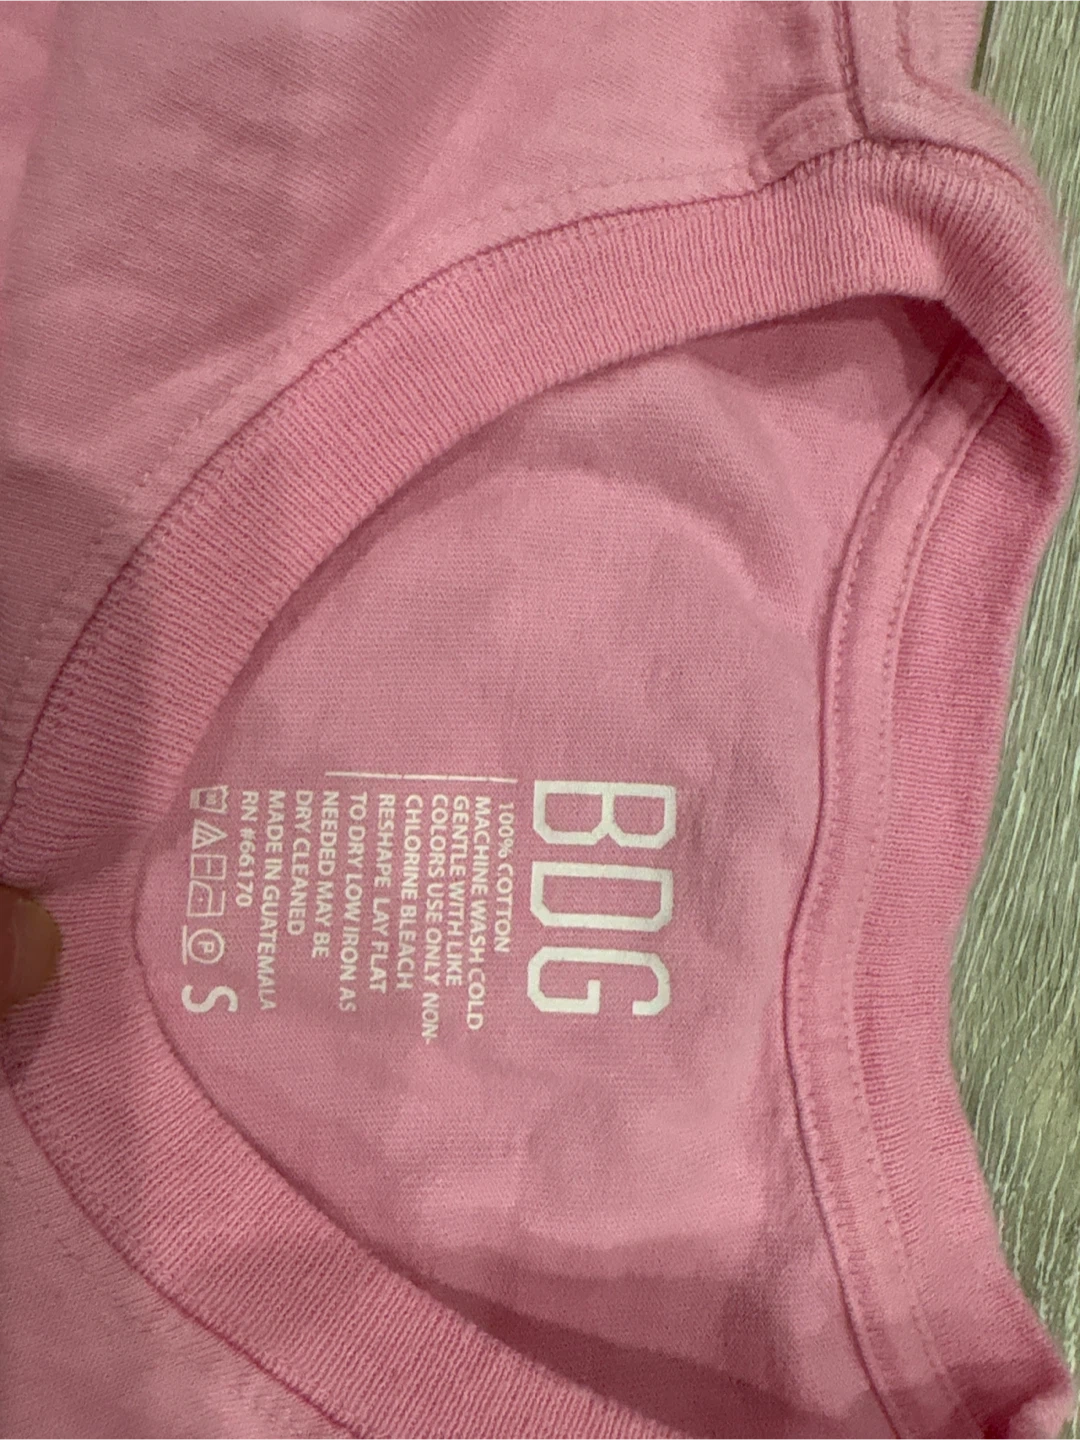 BDG
100% COTTON
MACHINE WASH COLD
GENTLE WITH LIKE
COLORS USE ONLY NON-
CHLORINE BLEACH
RESHAPE LAY FLAT
TO DRY LOW IRON AS
NEEDED MAY BE
DRY CLEANED
MADE IN GUATEMALA
RN #66170
P S